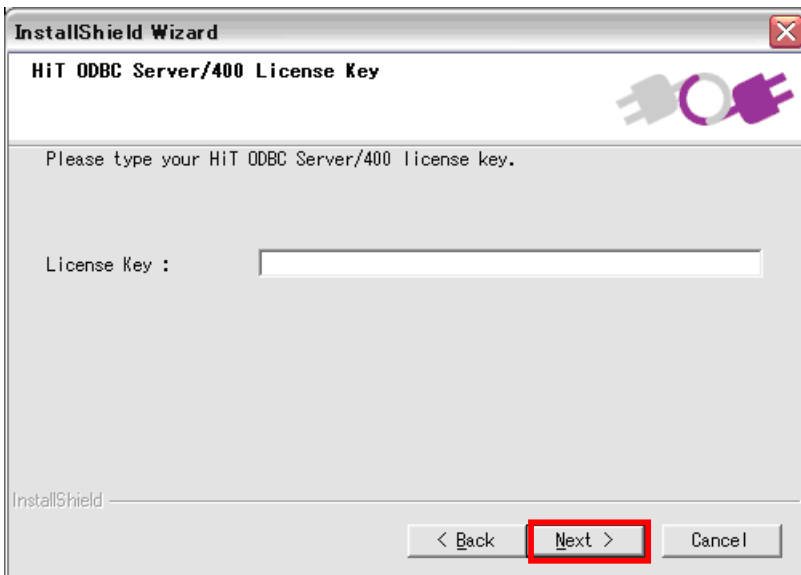 InstallShield Wizard
HiT ODBC Server/400 License Key
Please type your HiT ODBC Server/400 license key.
License Key :
InstallShield
< Back
Next >
Cancel